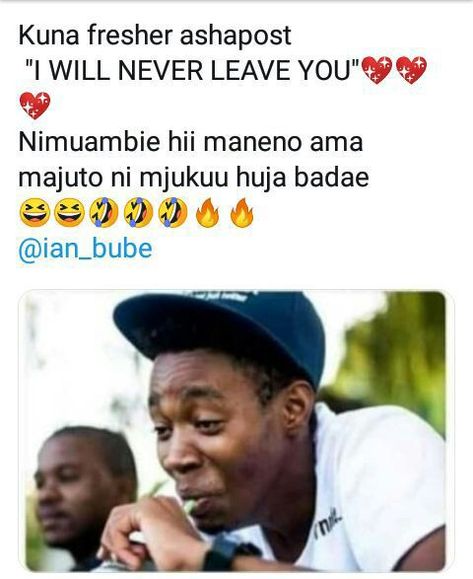 Kuna fresher ashapost
"I WILL NEVER LEAVE YOU"💖💖
💖
Nimuambie hii maneno ama
majuto ni mjukuu huja badae
😆😆🤣🤣🤣🔥🔥
@ian_bube